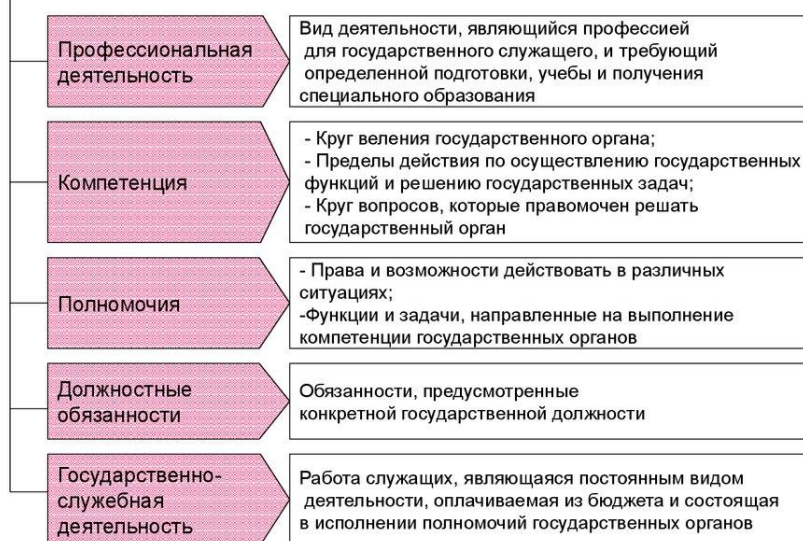 Профессиональная
деятельность
Вид деятельности, являющийся профессией
для государственного служащего, и требующий
определенной подготовки, учебы и получения
специального образования
Компетенция
- Круг веления государственного органа;
- Пределы действия по осуществлению государственных
функций и решению государственных задач;
- Круг вопросов, которые правомочен решать
государственный орган
Полномочия
- Права и возможности действовать в различных
ситуациях;
-Функции и задачи, направленные на выполнение
компетенции государственных органов
Должностные
обязанности
Обязанности, предусмотренные
конкретной государственной должности
Государственно-
служебная
деятельность
Работа служащих, являющаяся постоянным видом
деятельности, оплачиваемая из бюджета и состоящая
в исполнении полномочий государственных органов